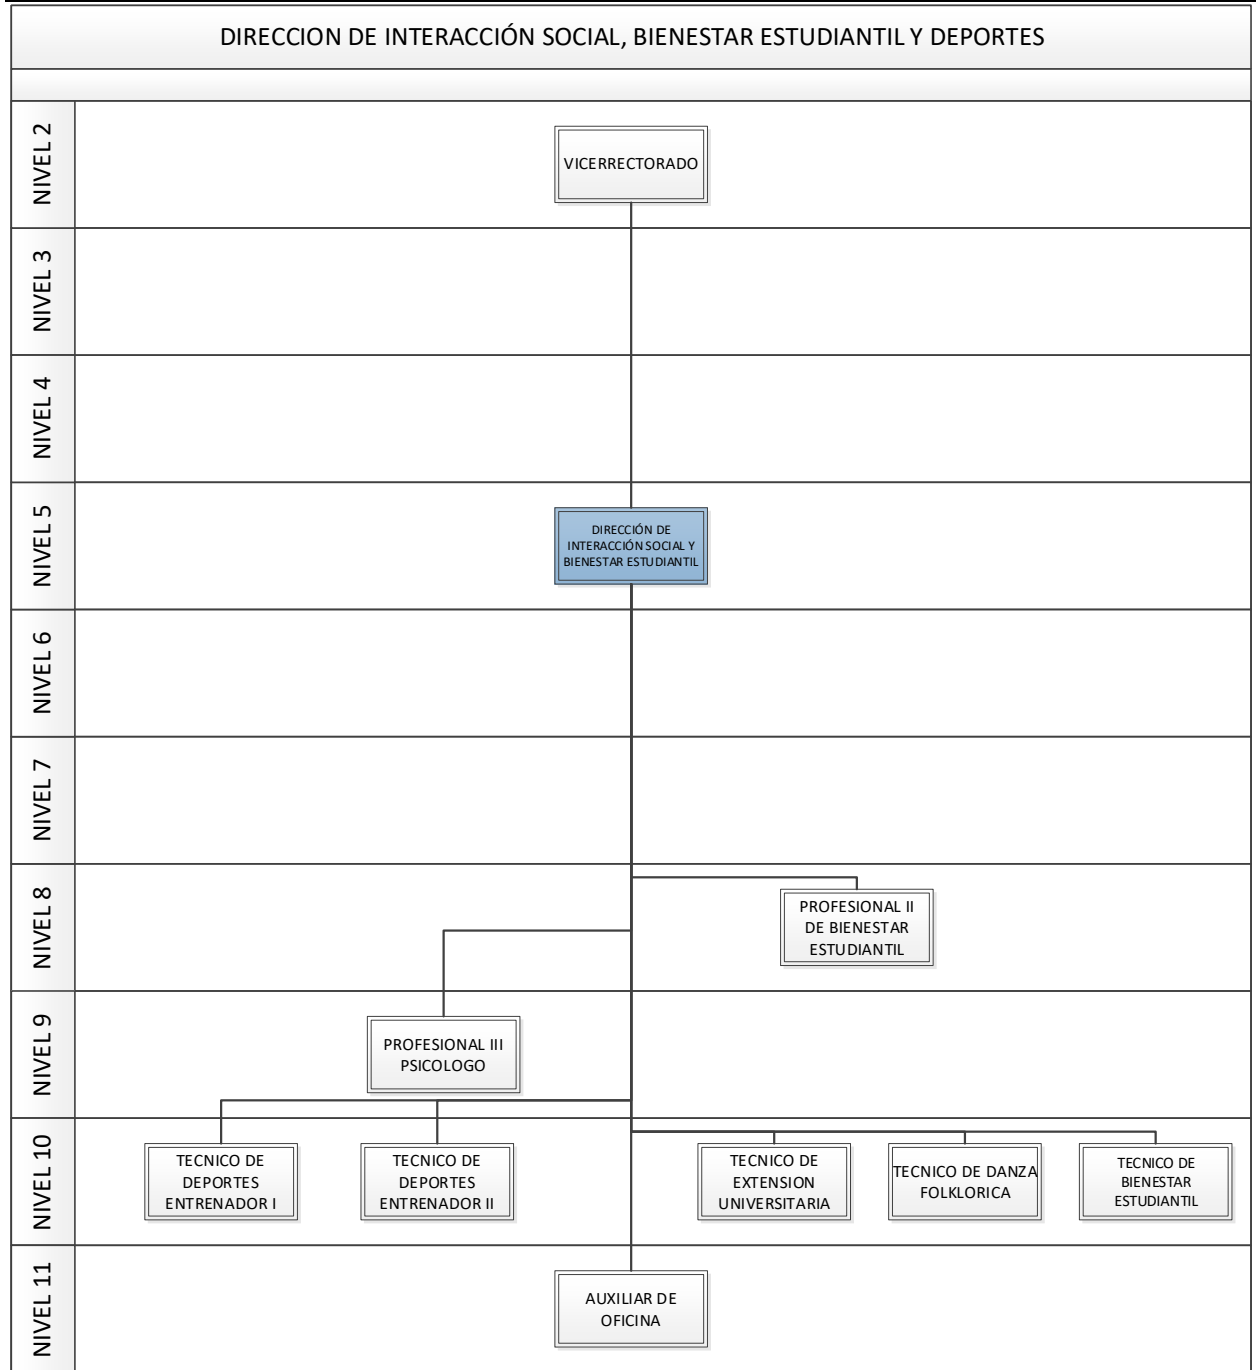 DIRECCION DE INTERACCIÓN SOCIAL, BIENESTAR ESTUDIANTIL Y DEPORTES
NIVEL 2
VICERRECTORADO
NIVEL 3
NIVEL 4
NIVEL 5
DIRECCIÓN DE
INTERACCIÓN SOCIAL Y
BIENESTAR ESTUDIANTIL
NIVEL 6
NIVEL 7
NIVEL 8
PROFESIONAL II
DE BIENESTAR
ESTUDIANTIL
NIVEL 9
PROFESIONAL III
PSICOLOGO
NIVEL 10
TECNICO DE
DEPORTES
ENTRENADOR I
TECNICO DE
DEPORTES
ENTRENADOR II
TECNICO DE
EXTENSION
UNIVERSITARIA
TECNICO DE DANZA
FOLKLORICA
TECNICO DE
BIENESTAR
ESTUDIANTIL
NIVEL 11
AUXILIAR DE
OFICINA